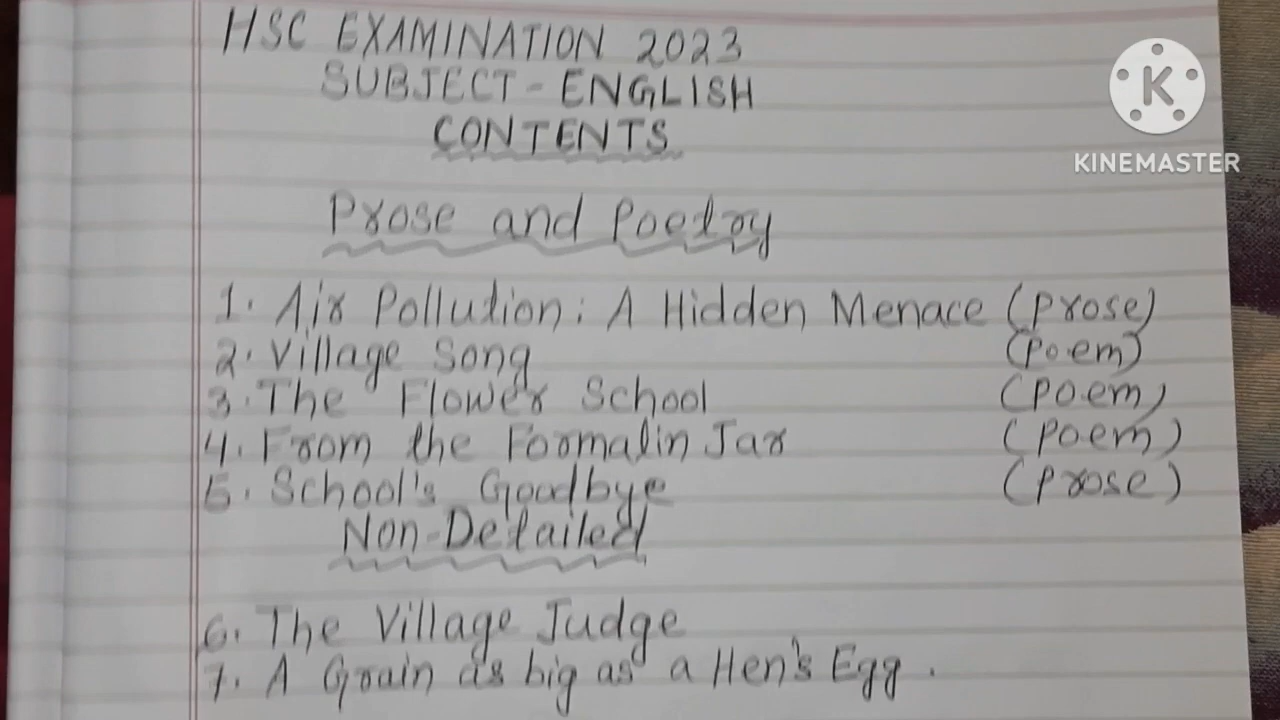 HSC EXAMINATION 2023
SUBJECT - ENGLISH
CONTENTS
K
KINEMASTER
Prose and Poetry
1. Air Pollution: A Hidden Menace (prose)
2. Village Song (Poem)
3. The Flower School (poem)
4. From the Formalin Jar (Poem)
5. School's Goodbye (prose)
Non-Detailed
6. The Village Judge
7. A Grain as big as a Hen's Egg.